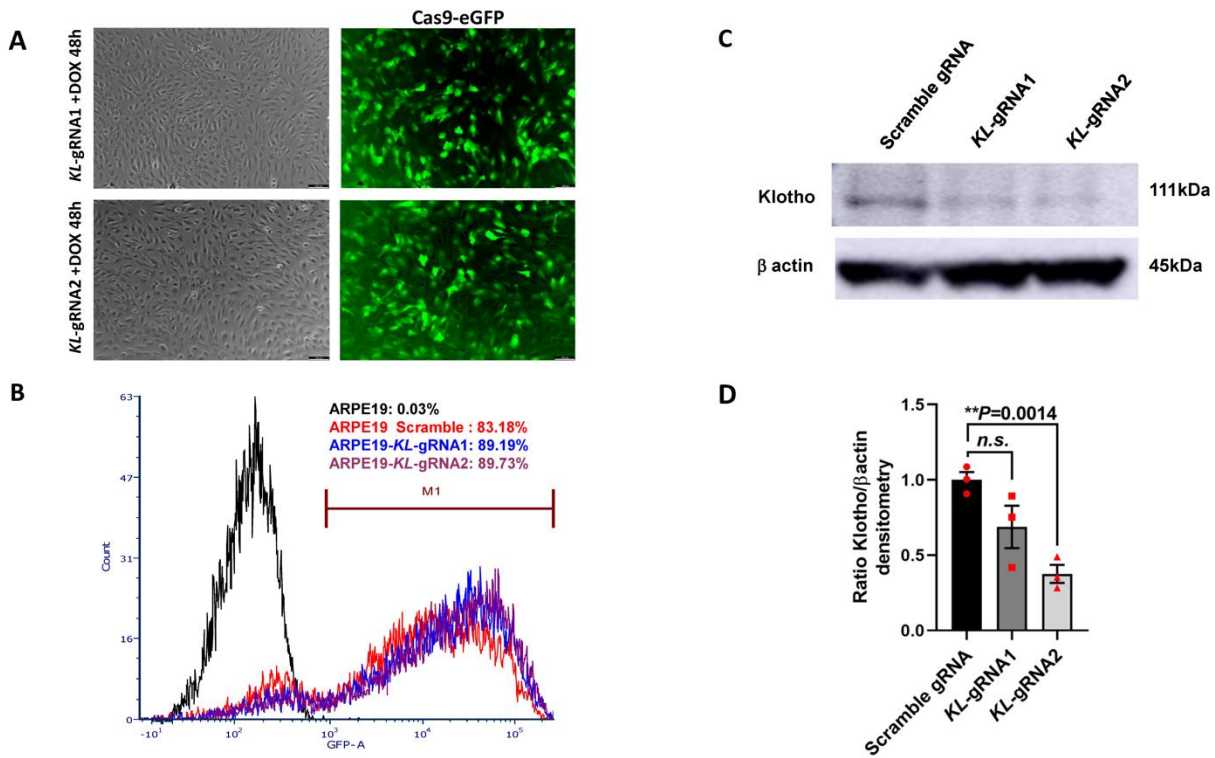 A
Cas9-eGFP
KL-gRNA1 +DOX 48h
KL-gRNA2 +DOX 48h
B
63
47
31
16
0
Count
ARPE19: 0.03%
ARPE19 Scramble : 83.18%
ARPE19-KL-gRNA1: 89.19%
ARPE19-KL-gRNA2: 89.73%
M1
-10¹ 10² 10³ 10⁴ 10⁵
GFP-A
C
Scramble gRNA
KL-gRNA1
KL-gRNA2
Klotho
111kDa
β actin
45kDa
D
Ratio Klotho/βactin
densitometry
1.5
1.0
0.5
0.0
**P=0.0014
n.s.
Scramble gRNA
KL-gRNA1
KL-gRNA2